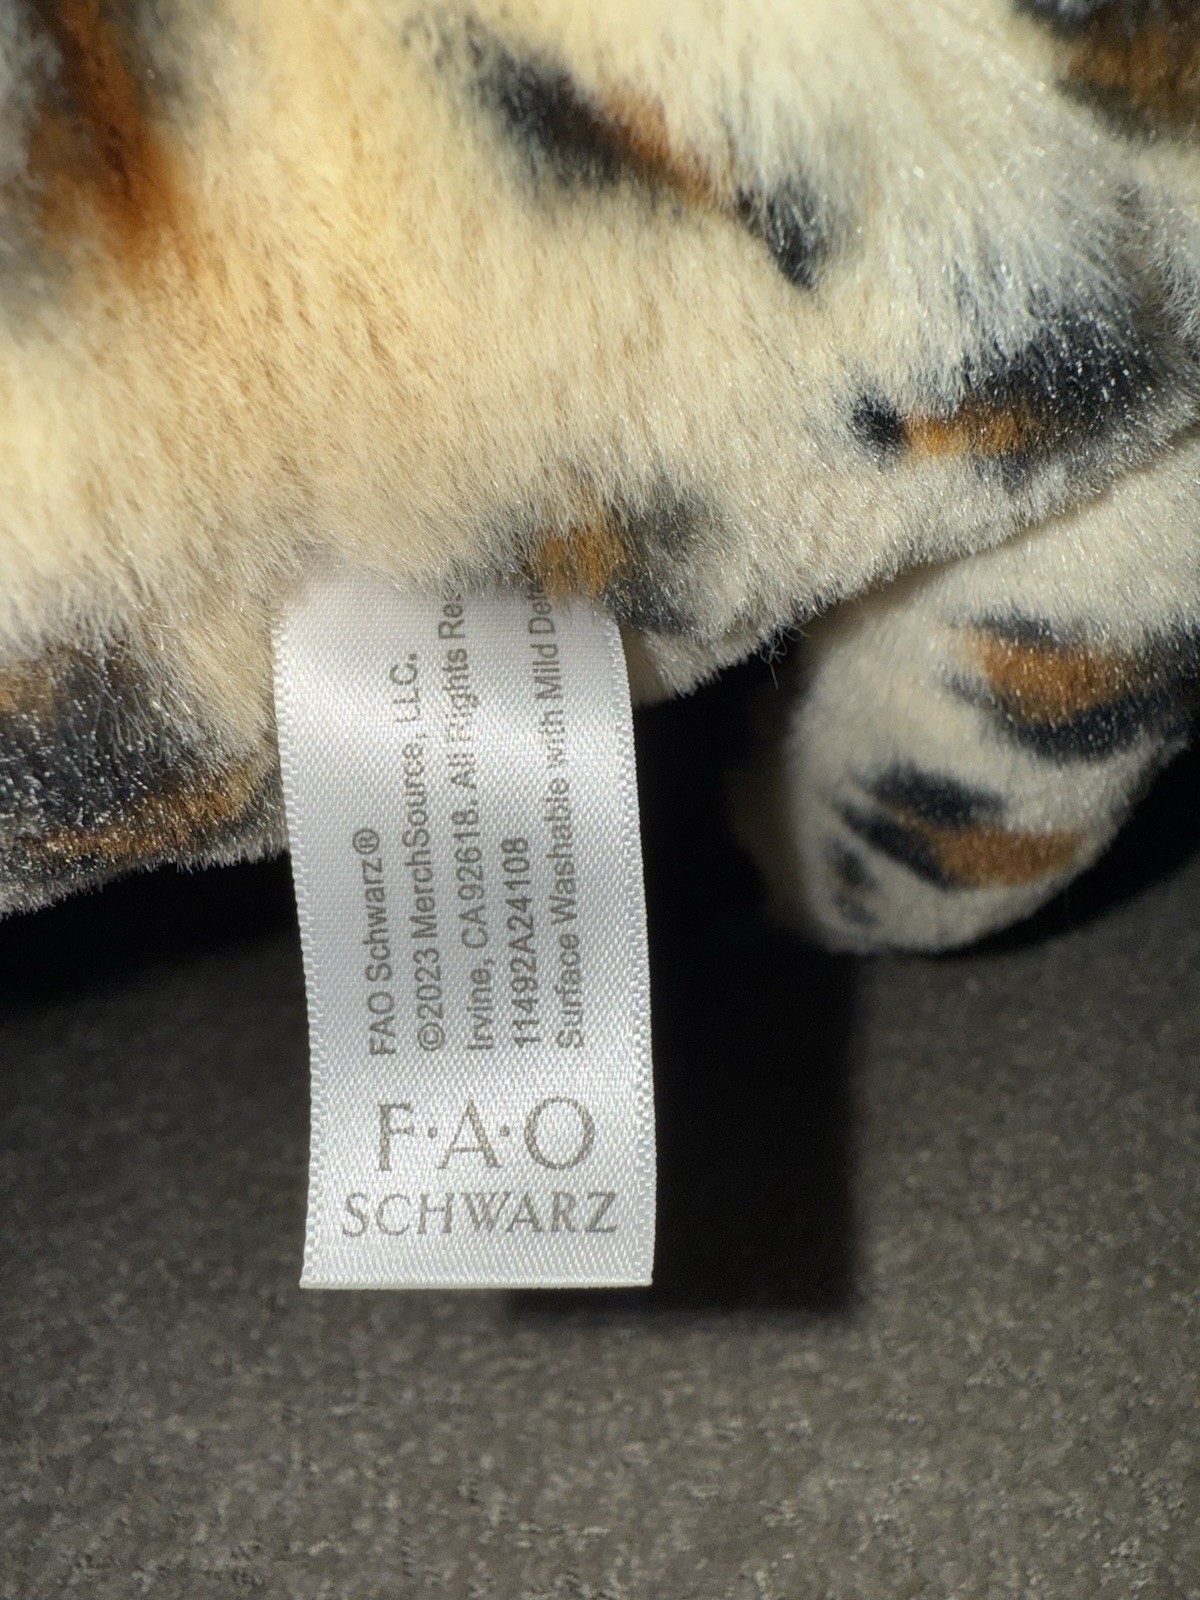 FAO Schwarz®
©2023 MerchSource, LLC.
Irvine, CA 92618. All Rights
11492A24108
Surface Washable with Mild
F·A·O
SCHWARZ